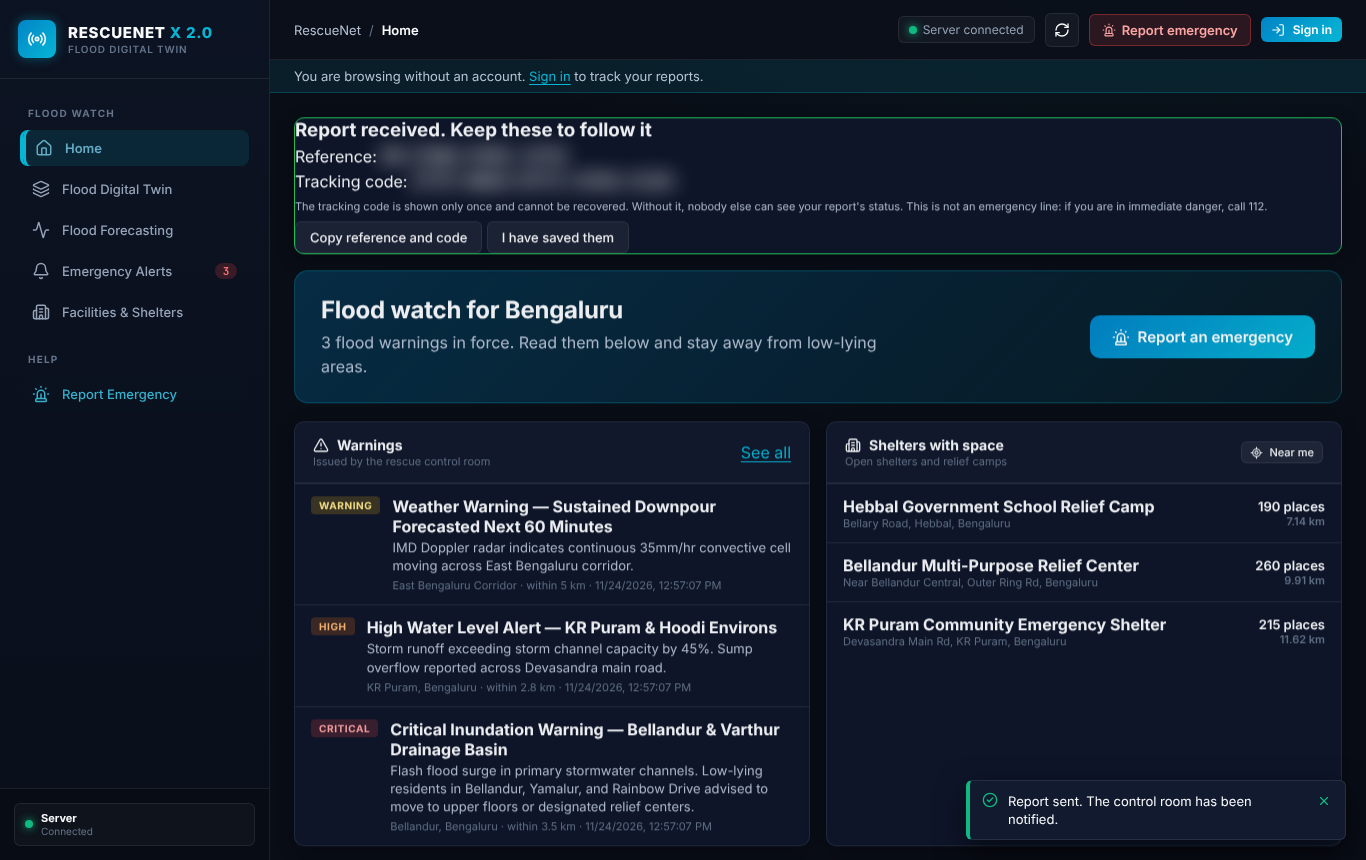 RESCUENET X 2.0
FLOOD DIGITAL TWIN
FLOOD WATCH
Home
Flood Digital Twin
Flood Forecasting
Emergency Alerts 3
Facilities & Shelters
HELP
Report Emergency
Server
Connected
RescueNet / Home
Server connected
Report emergency
Sign in
You are browsing without an account. Sign in to track your reports.
Report received. Keep these to follow it
Reference:
Tracking code:
The tracking code is shown only once and cannot be recovered. Without it, nobody else can see your report's status. This is not an emergency line: if you are in immediate danger, call 112.
Copy reference and code
I have saved them
Flood watch for Bengaluru
3 flood warnings in force. Read them below and stay away from low-lying
areas.
Report an emergency
Warnings
Issued by the rescue control room
See all
WARNING
Weather Warning — Sustained Downpour
Forecasted Next 60 Minutes
IMD Doppler radar indicates continuous 35mm/hr convective cell
moving across East Bengaluru corridor.
East Bengaluru Corridor · within 5 km · 11/24/2026, 12:57:07 PM
HIGH
High Water Level Alert — KR Puram & Hoodi Environs
Storm runoff exceeding storm channel capacity by 45%. Sump
overflow reported across Devasandra main road.
KR Puram, Bengaluru · within 2.8 km · 11/24/2026, 12:57:07 PM
CRITICAL
Critical Inundation Warning — Bellandur & Varthur
Drainage Basin
Flash flood surge in primary stormwater channels. Low-lying
residents in Bellandur, Yamalur, and Rainbow Drive advised to
move to upper floors or designated relief centers.
Bellandur, Bengaluru · within 3.5 km · 11/24/2026, 12:57:07 PM
Shelters with space
Open shelters and relief camps
Near me
Hebbal Government School Relief Camp
Bellary Road, Hebbal, Bengaluru
190 places
7.14 km
Bellandur Multi-Purpose Relief Center
Near Bellandur Central, Outer Ring Rd, Bengaluru
260 places
9.91 km
KR Puram Community Emergency Shelter
Devasandra Main Rd, KR Puram, Bengaluru
215 places
11.62 km
Report sent. The control room has been
notified.